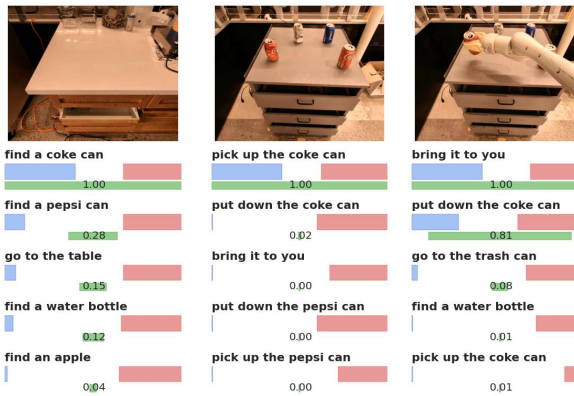 find a coke can
1.00
find a pepsi can
0.28
go to the table
0.15
find a water bottle
0.12
find an apple
0.04
pick up the coke can
1.00
put down the coke can
0.02
bring it to you
0.00
put down the pepsi can
0.00
pick up the pepsi can
0.00
bring it to you
1.00
put down the coke can
0.81
go to the trash can
0.08
find a water bottle
0.01
pick up the coke can
0.01